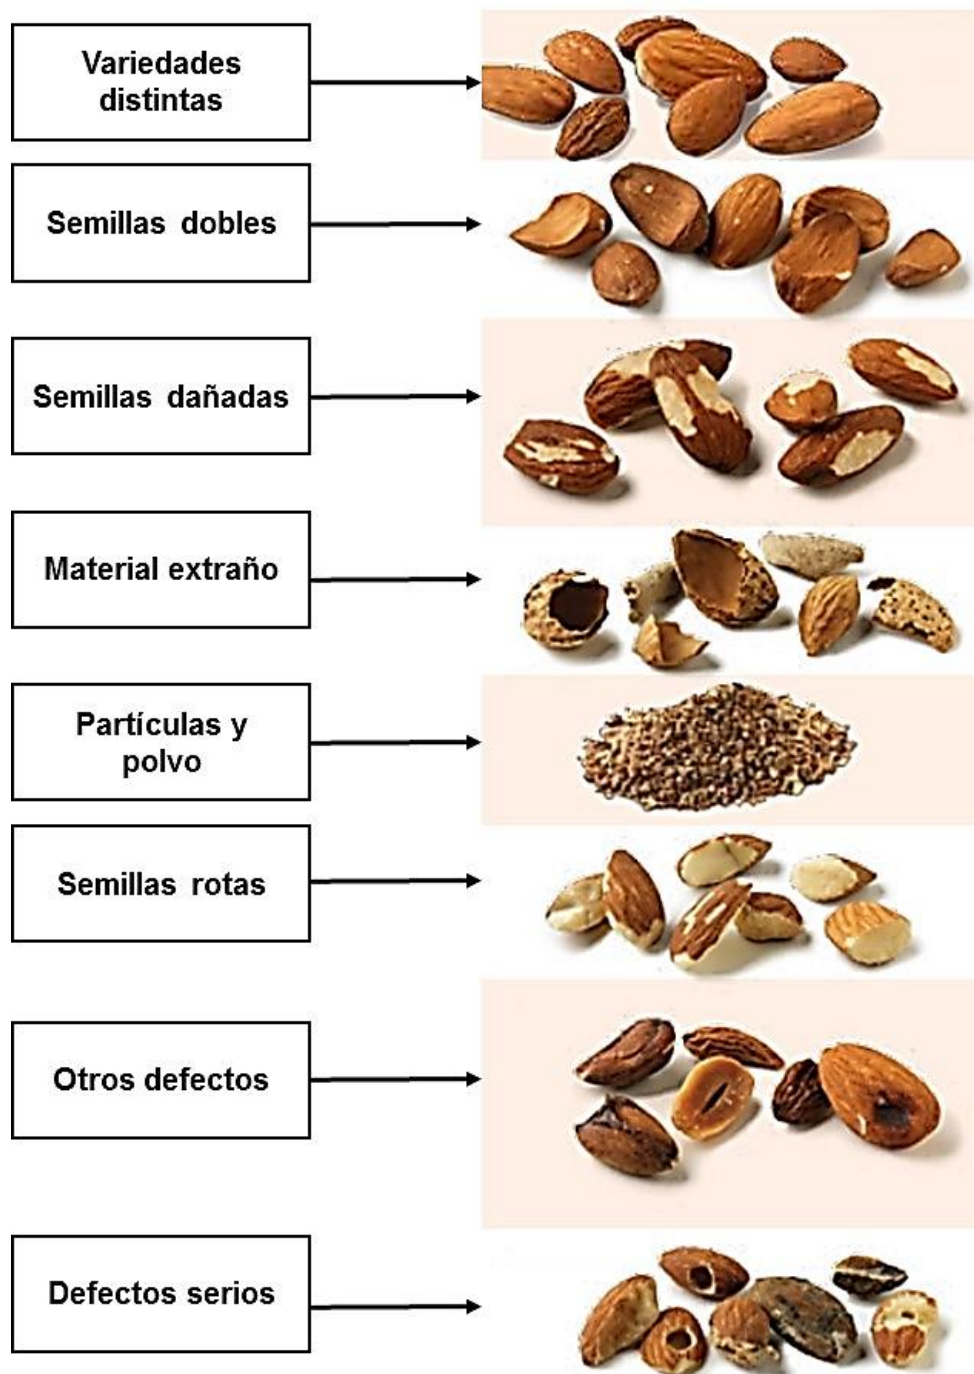 Variedades
distintas
Semillas dobles
Semillas dañadas
Material extraño
Partículas y
polvo
Semillas rotas
Otros defectos
Defectos serios